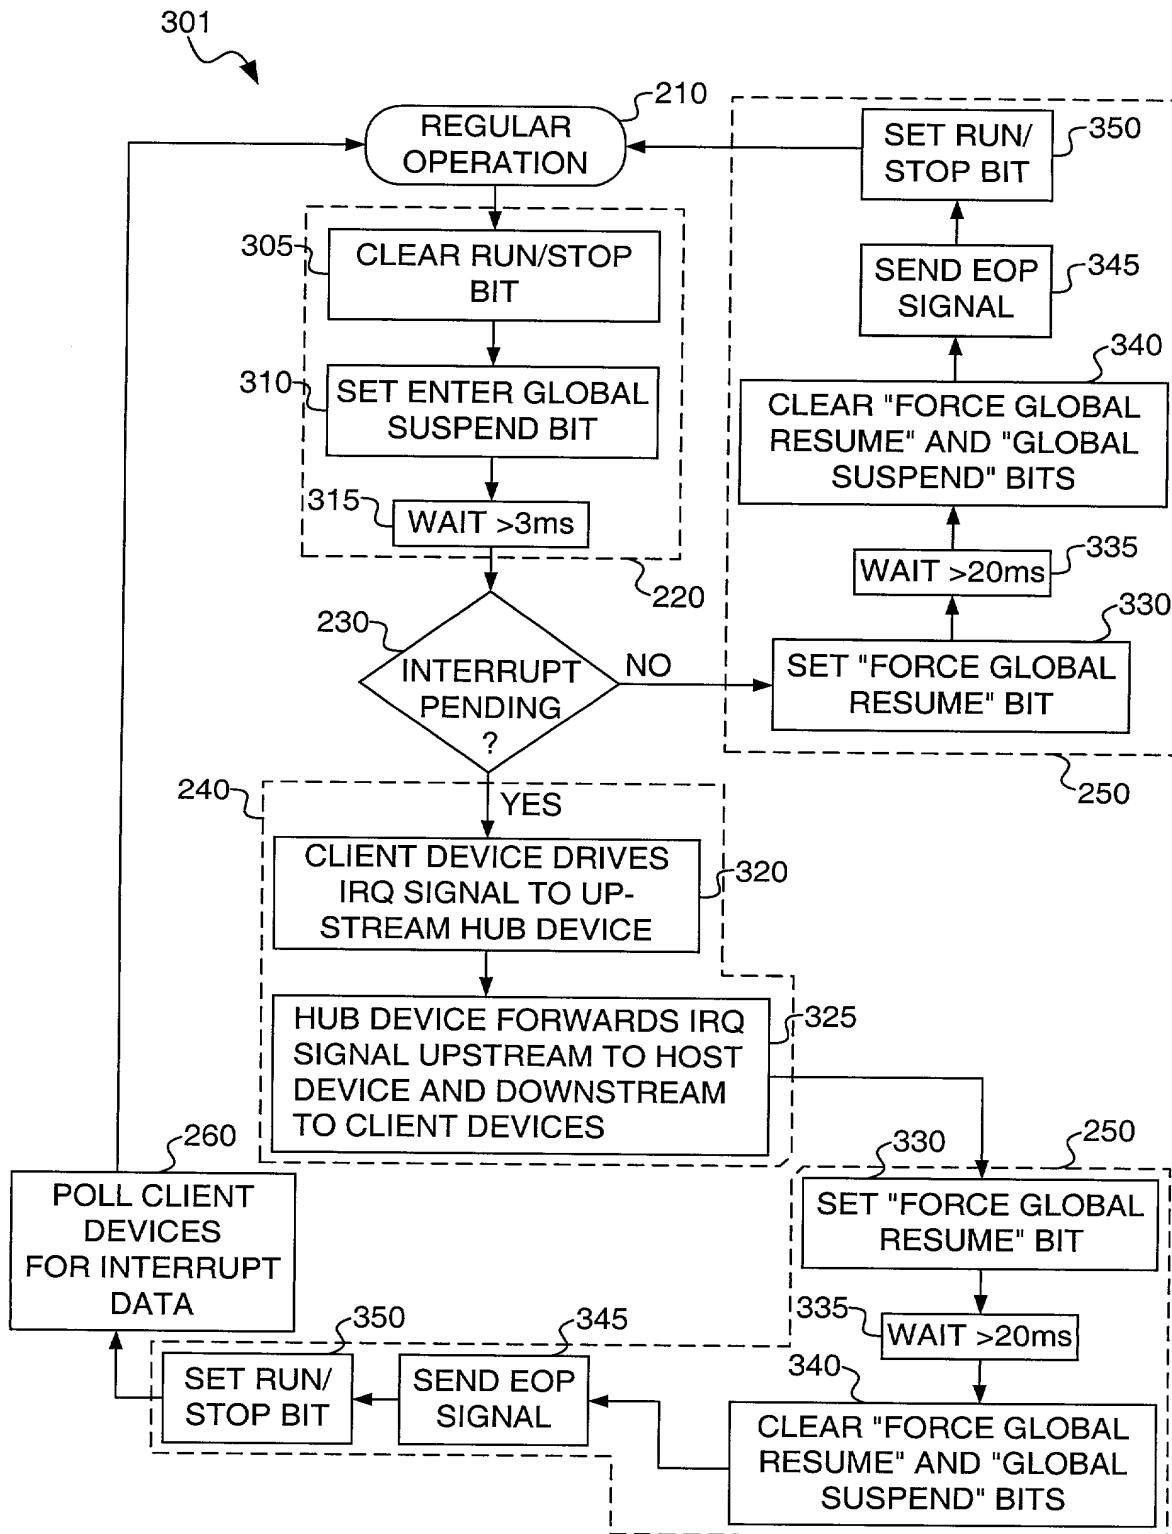 301
210
REGULAR
OPERATION
305
CLEAR RUN/STOP
BIT
310
SET ENTER GLOBAL
SUSPEND BIT
315
WAIT >3ms
220
230
INTERRUPT
PENDING
?
NO
YES
350
SET RUN/
STOP BIT
345
SEND EOP
SIGNAL
340
CLEAR "FORCE GLOBAL
RESUME" AND "GLOBAL
SUSPEND" BITS
335
WAIT >20ms
330
SET "FORCE GLOBAL
RESUME" BIT
250
240
CLIENT DEVICE DRIVES
IRQ SIGNAL TO UP-
STREAM HUB DEVICE
320
HUB DEVICE FORWARDS IRQ
SIGNAL UPSTREAM TO HOST
DEVICE AND DOWNSTREAM
TO CLIENT DEVICES
325
330
250
SET "FORCE GLOBAL
RESUME" BIT
335
WAIT >20ms
340
CLEAR "FORCE GLOBAL
RESUME" AND "GLOBAL
SUSPEND" BITS
345
SEND EOP
SIGNAL
350
SET RUN/
STOP BIT
260
POLL CLIENT
DEVICES
FOR INTERRUPT
DATA